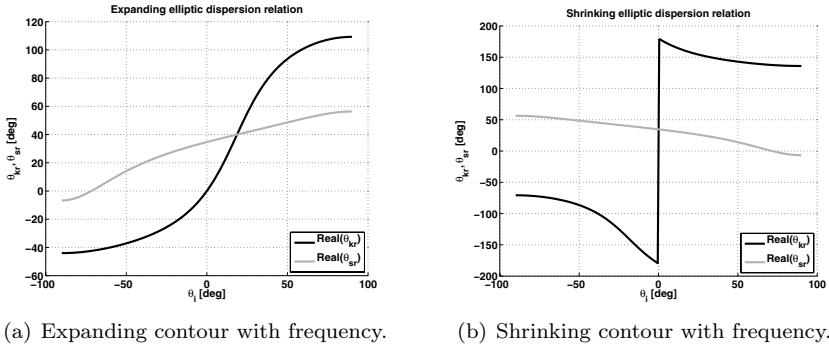 Expanding elliptic dispersion relation
120
100
80
60
40
20
0
−20
−40
−60
−100
−50
0
50
100
θkr, θsr [deg]
θi [deg]
Real(θkr)
Real(θsr)
(a) Expanding contour with frequency.
Shrinking elliptic dispersion relation
200
150
100
50
0
−50
−100
−150
−200
−100
−50
0
50
100
θkr, θsr [deg]
θi [deg]
Real(θkr)
Real(θsr)
(b) Shrinking contour with frequency.